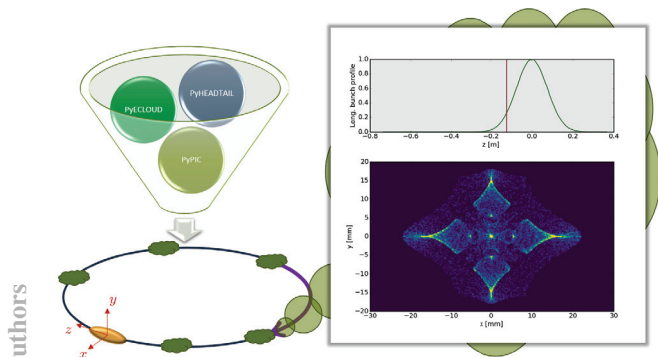 PyECLOUD
PyHEADTAIL
PyPIC
y
z
x
uthors
Long. bunch profile
1.0
0.8
0.6
0.4
0.2
0.0
−0.8
−0.6
−0.4
−0.2
0.0
0.2
0.4
z [m]
y [mm]
20
15
10
5
0
−5
−10
−15
−20
−30
−20
−10
0
10
20
30
x [mm]